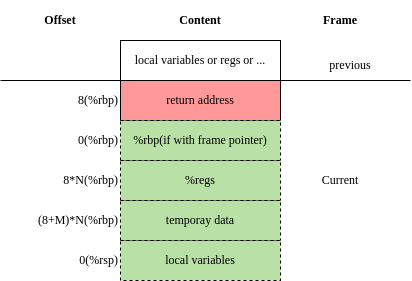 Offset Content Frame
local variables or regs or ...
previous
8(%rbp) return address
0(%rbp) %rbp(if with frame pointer)
8*N(%rbp) %regs Current
(8+M)*N(%rbp) temporay data
0(%rsp) local variables